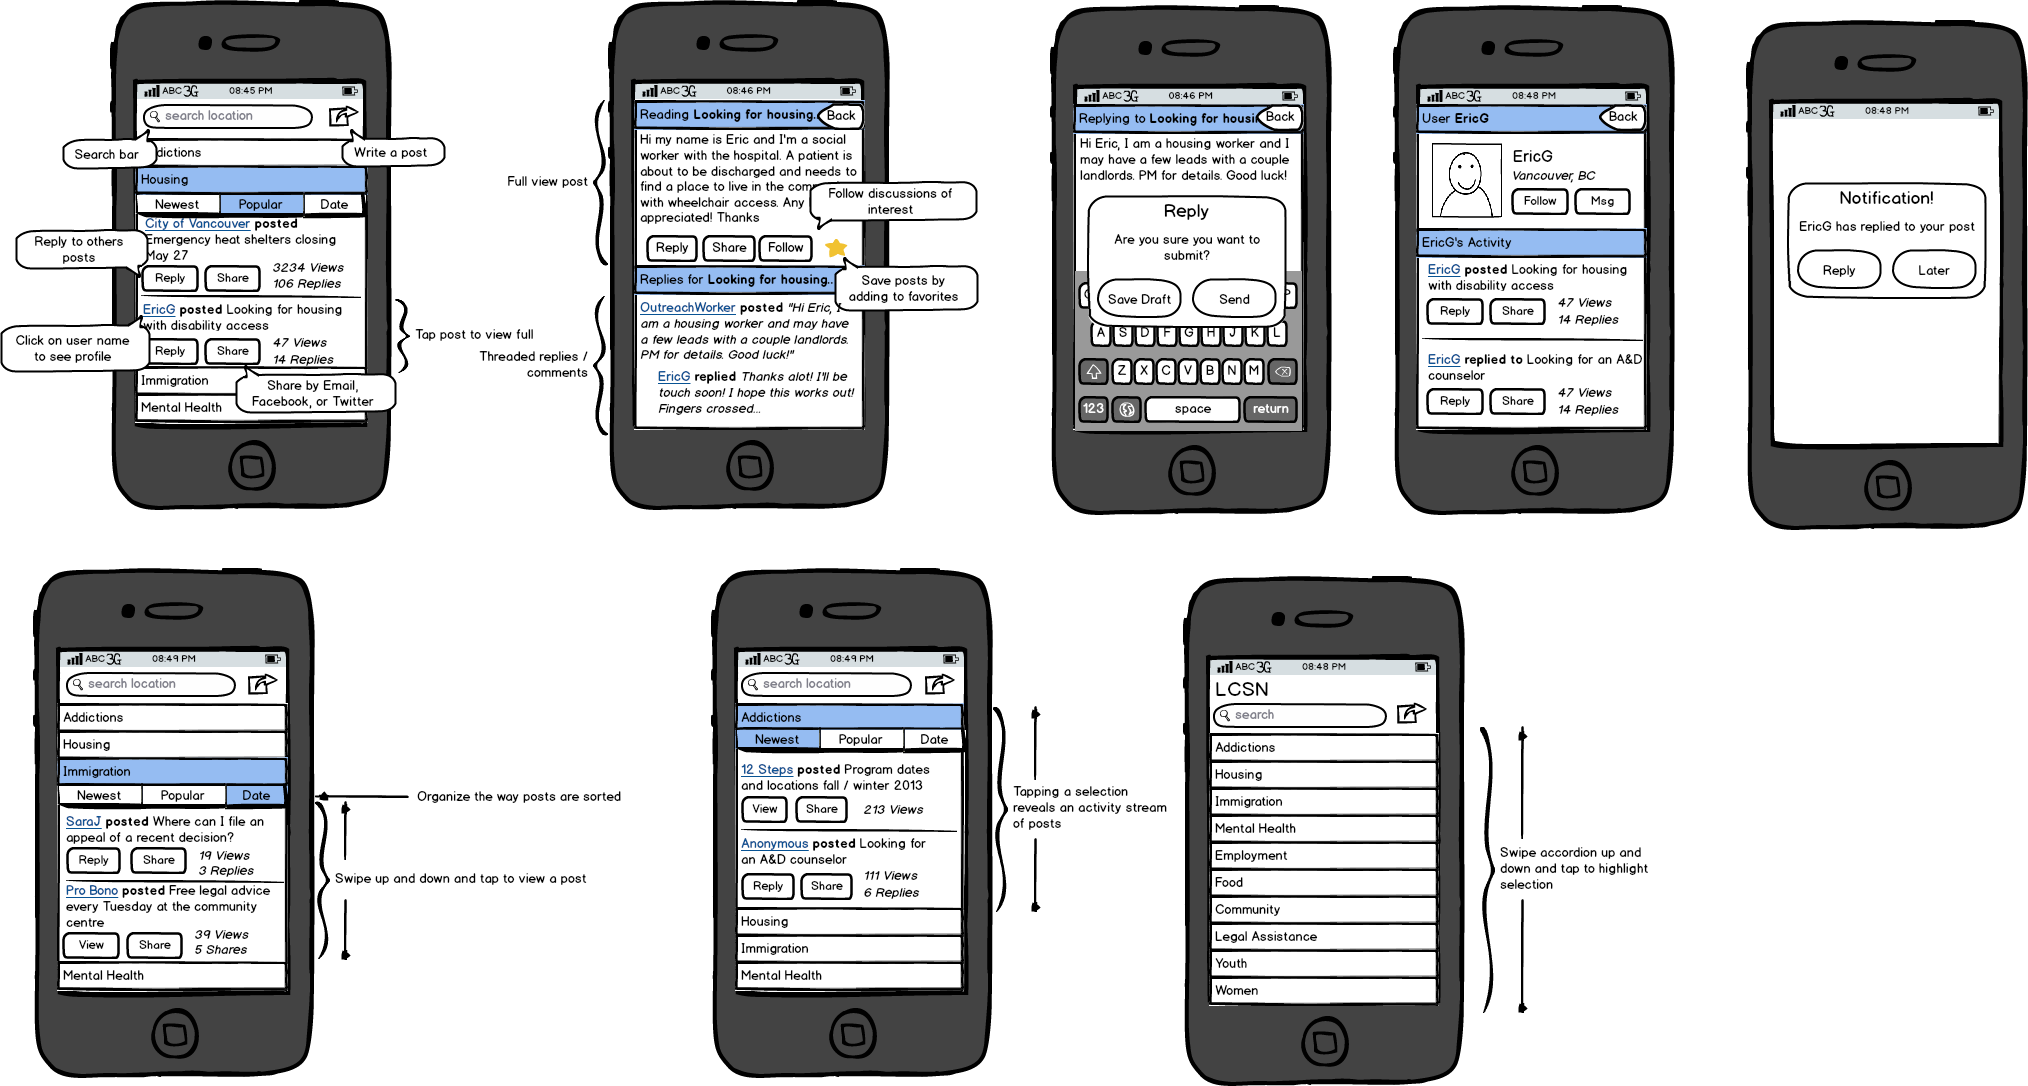 ABC 3G 08:45 PM
search location
Search bar
Write a post
dictions
Housing
Newest Popular Date
City of Vancouver posted
Emergency heat shelters closing
May 27
Reply to others
posts
Reply Share
3234 Views
106 Replies
EricG posted Looking for housing
with disability access
Click on user name
to see profile
Reply Share
47 Views
14 Replies
Tap post to view full
Immigration
Share by Email,
Facebook, or Twitter
Mental Health
ABC 3G 08:46 PM
Reading Looking for housing..
Back
Full view post
Hi my name is Eric and I'm a social
worker with the hospital. A patient is
about to be discharged and needs to
find a place to live in the com
with wheelchair access. Any
appreciated! Thanks
Follow discussions of
interest
Reply Share Follow
Save posts by
adding to favorites
Replies for Looking for housing..
Threaded replies /
comments
OutreachWorker posted "Hi Eric, I
am a housing worker and may have
a few leads with a couple landlords.
PM for details. Good luck!"
EricG replied Thanks alot! I'll be
touch soon! I hope this works out!
Fingers crossed...
ABC 3G 08:46 PM
Replying to Looking for housi
Back
Hi Eric, I am a housing worker and I
may have a few leads with a couple
landlords. PM for details. Good luck!
Reply
Are you sure you want to
submit?
Save Draft Send
P
A S D F G H J K L
Z X C V B N M
123 space return
ABC 3G 08:48 PM
User EricG
Back
EricG
Vancouver, BC
Follow Msg
EricG's Activity
EricG posted Looking for housing
with disability access
Reply Share
47 Views
14 Replies
EricG replied to Looking for an A&D
counselor
Reply Share
47 Views
14 Replies
ABC 3G 08:48 PM
Notification!
EricG has replied to your post
Reply Later
ABC 3G 08:49 PM
search location
Addictions
Housing
Immigration
Newest Popular Date
Organize the way posts are sorted
SaraJ posted Where can I file an
appeal of a recent decision?
Reply Share
19 Views
3 Replies
Swipe up and down and tap to view a post
Pro Bono posted Free legal advice
every Tuesday at the community
centre
View Share
39 Views
5 Shares
Mental Health
ABC 3G 08:49 PM
search location
Addictions
Newest Popular Date
12 Steps posted Program dates
and locations fall / winter 2013
View Share 213 Views
Tapping a selection
reveals an activity stream
of posts
Anonymous posted Looking for
an A&D counselor
Reply Share
111 Views
6 Replies
Housing
Immigration
Mental Health
ABC 3G 08:48 PM
LCSN
search
Addictions
Housing
Immigration
Mental Health
Employment
Food
Community
Legal Assistance
Youth
Women
Swipe accordion up and
down and tap to highlight
selection